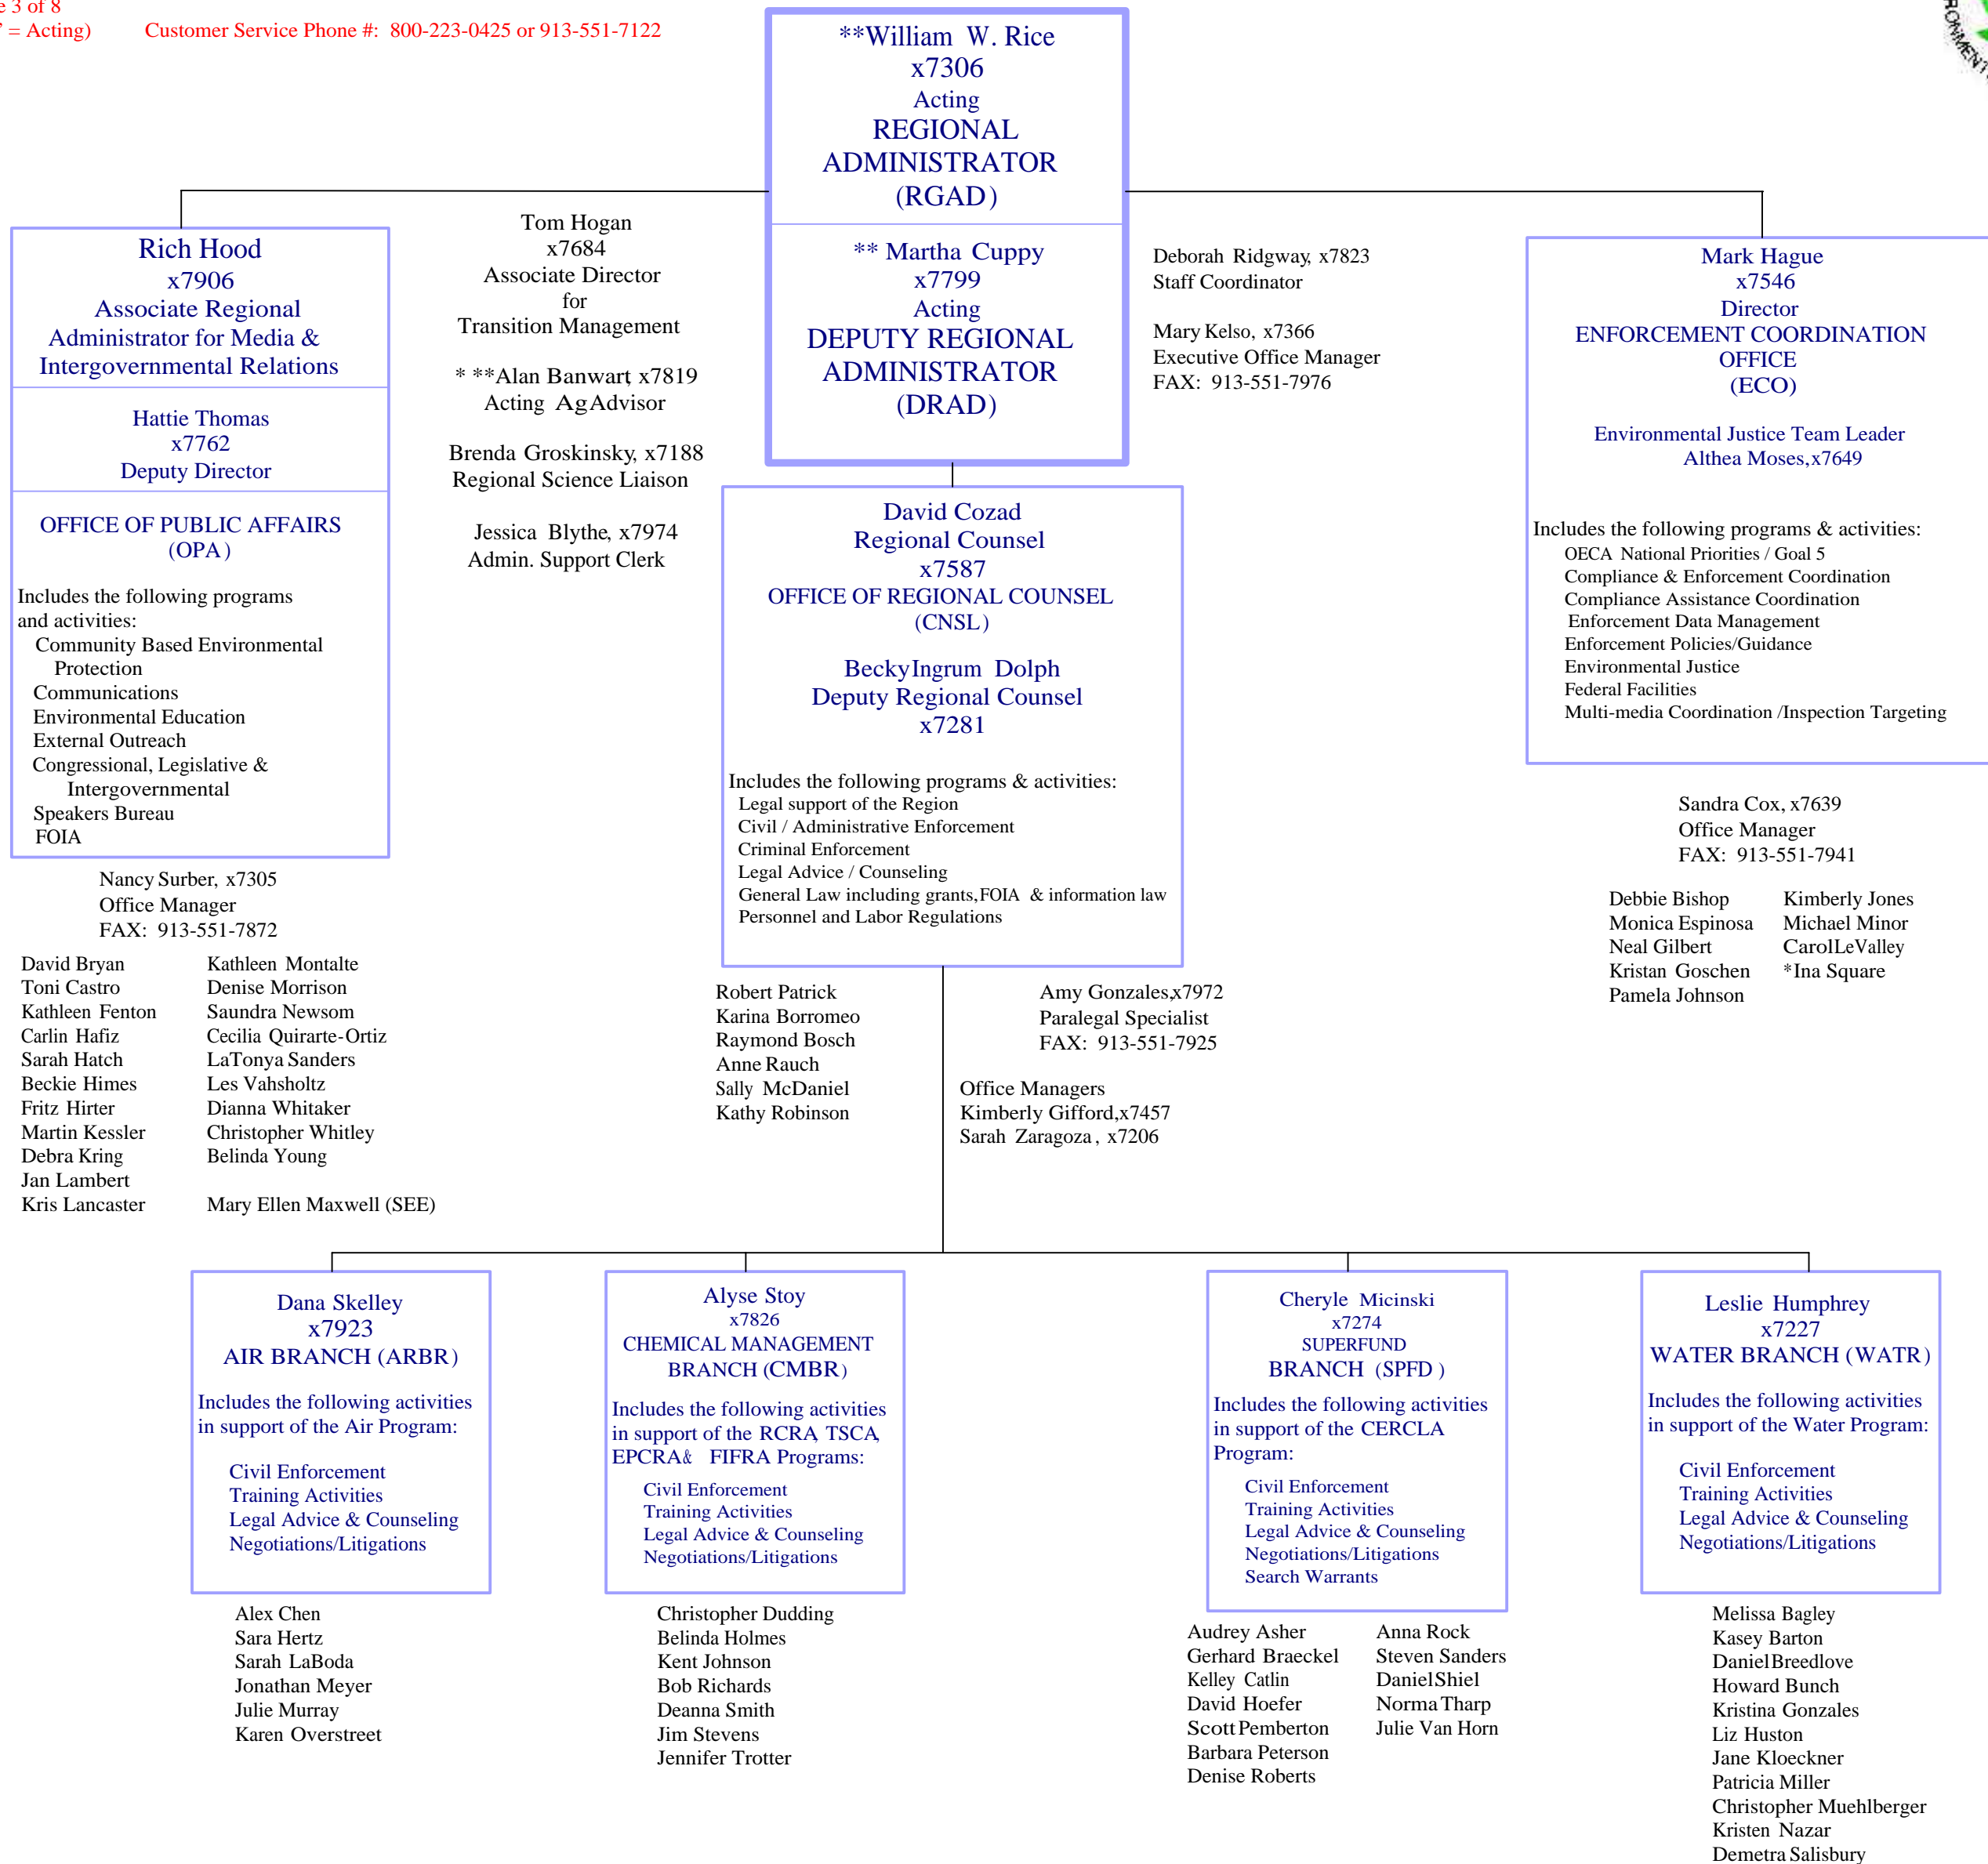 3 of 8
= Acting) Customer Service Phone #: 800-223-0425 or 913-551-7122
**William W. Rice
x7306
Acting
REGIONAL
ADMINISTRATOR
(RGAD)
** Martha Cuppy
x7799
Acting
DEPUTY REGIONAL
ADMINISTRATOR
(DRAD)
Rich Hood
x7906
Associate Regional
Administrator for Media &
Intergovernmental Relations
Hattie Thomas
x7762
Deputy Director
OFFICE OF PUBLIC AFFAIRS
(OPA)
Includes the following programs
and activities:
Community Based Environmental
Protection
Communications
Environmental Education
External Outreach
Congressional, Legislative &
Intergovernmental
Speakers Bureau
FOIA
Nancy Surber, x7305
Office Manager
FAX: 913-551-7872
David Bryan
Toni Castro
Kathleen Fenton
Carlin Hafiz
Sarah Hatch
Beckie Himes
Fritz Hirter
Martin Kessler
Debra Kring
Jan Lambert
Kris Lancaster
Kathleen Montalte
Denise Morrison
Saundra Newsom
Cecilia Quirarte-Ortiz
LaTonya Sanders
Les Vahsholtz
Dianna Whitaker
Christopher Whitley
Belinda Young
Mary Ellen Maxwell (SEE)
Tom Hogan
x7684
Associate Director
for
Transition Management
* **Alan Banwart, x7819
Acting Ag Advisor
Brenda Groskinsky, x7188
Regional Science Liaison
Jessica Blythe, x7974
Admin. Support Clerk
Deborah Ridgway, x7823
Staff Coordinator
Mary Kelso, x7366
Executive Office Manager
FAX: 913-551-7976
Mark Hague
x7546
Director
ENFORCEMENT COORDINATION
OFFICE
(ECO)
Environmental Justice Team Leader
Althea Moses, x7649
Includes the following programs & activities:
OECA National Priorities / Goal 5
Compliance & Enforcement Coordination
Compliance Assistance Coordination
Enforcement Data Management
Enforcement Policies/Guidance
Environmental Justice
Federal Facilities
Multi-media Coordination /Inspection Targeting
Sandra Cox, x7639
Office Manager
FAX: 913-551-7941
Debbie Bishop
Monica Espinosa
Neal Gilbert
Kristan Goschen
Pamela Johnson
Kimberly Jones
Michael Minor
Carol LeValley
*Ina Square
David Cozad
Regional Counsel
x7587
OFFICE OF REGIONAL COUNSEL
(CNSL)
Becky Ingrum Dolph
Deputy Regional Counsel
x7281
Includes the following programs & activities:
Legal support of the Region
Civil / Administrative Enforcement
Criminal Enforcement
Legal Advice / Counseling
General Law including grants, FOIA & information law
Personnel and Labor Regulations
Robert Patrick
Karina Borromeo
Raymond Bosch
Anne Rauch
Sally McDaniel
Kathy Robinson
Amy Gonzales, x7972
Paralegal Specialist
FAX: 913-551-7925
Office Managers
Kimberly Gifford, x7457
Sarah Zaragoza, x7206
Dana Skelley
x7923
AIR BRANCH (ARBR)
Includes the following activities
in support of the Air Program:
Civil Enforcement
Training Activities
Legal Advice & Counseling
Negotiations/Litigations
Alex Chen
Sara Hertz
Sarah LaBoda
Jonathan Meyer
Julie Murray
Karen Overstreet
Alyse Stoy
x7826
CHEMICAL MANAGEMENT
BRANCH (CMBR)
Includes the following activities
in support of the RCRA, TSCA,
EPCRA & FIFRA Programs:
Civil Enforcement
Training Activities
Legal Advice & Counseling
Negotiations/Litigations
Christopher Dudding
Belinda Holmes
Kent Johnson
Bob Richards
Deanna Smith
Jim Stevens
Jennifer Trotter
Cheryle Micinski
x7274
SUPERFUND
BRANCH (SPFD)
Includes the following activities
in support of the CERCLA
Program:
Civil Enforcement
Training Activities
Legal Advice & Counseling
Negotiations/Litigations
Search Warrants
Audrey Asher
Gerhard Braeckel
Kelley Catlin
David Hoefer
Scott Pemberton
Barbara Peterson
Denise Roberts
Anna Rock
Steven Sanders
Daniel Shiel
Norma Tharp
Julie Van Horn
Leslie Humphrey
x7227
WATER BRANCH (WATR)
Includes the following activities
in support of the Water Program:
Civil Enforcement
Training Activities
Legal Advice & Counseling
Negotiations/Litigations
Melissa Bagley
Kasey Barton
Daniel Breedlove
Howard Bunch
Kristina Gonzales
Liz Huston
Jane Kloeckner
Patricia Miller
Christopher Muehlberger
Kristen Nazar
Demetra Salisbury